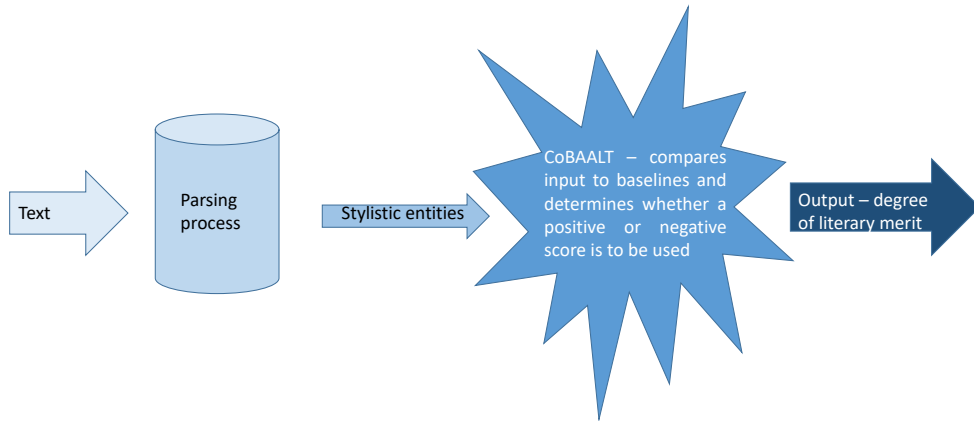 Text
Parsing
process
Stylistic entities
CoBAALT – compares
input to baselines and
determines whether a
positive or negative
score is to be used
Output – degree
of literary merit